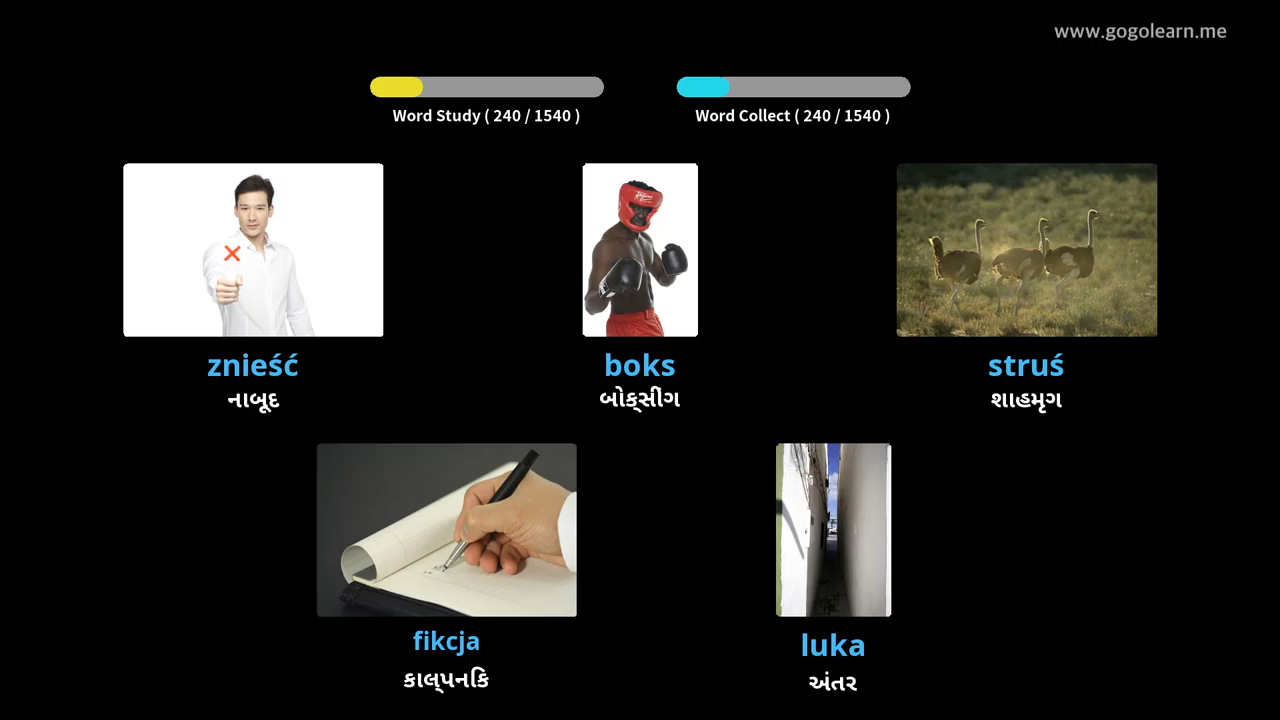 www.gogolearn.me
Word Study ( 240 / 1540 )
Word Collect ( 240 / 1540 )
znieść
નાબૂદ
boks
બોક્સીંગ
struś
શાહમૃગ
fikcja
કાલ્પનિક
luka
અંતર